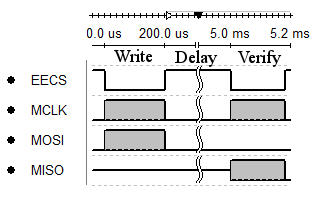 0.0 us 200.0 us 5.0 ms 5.2 ms
Write Delay Verify
EECS
MCLK
MOSI
MISO